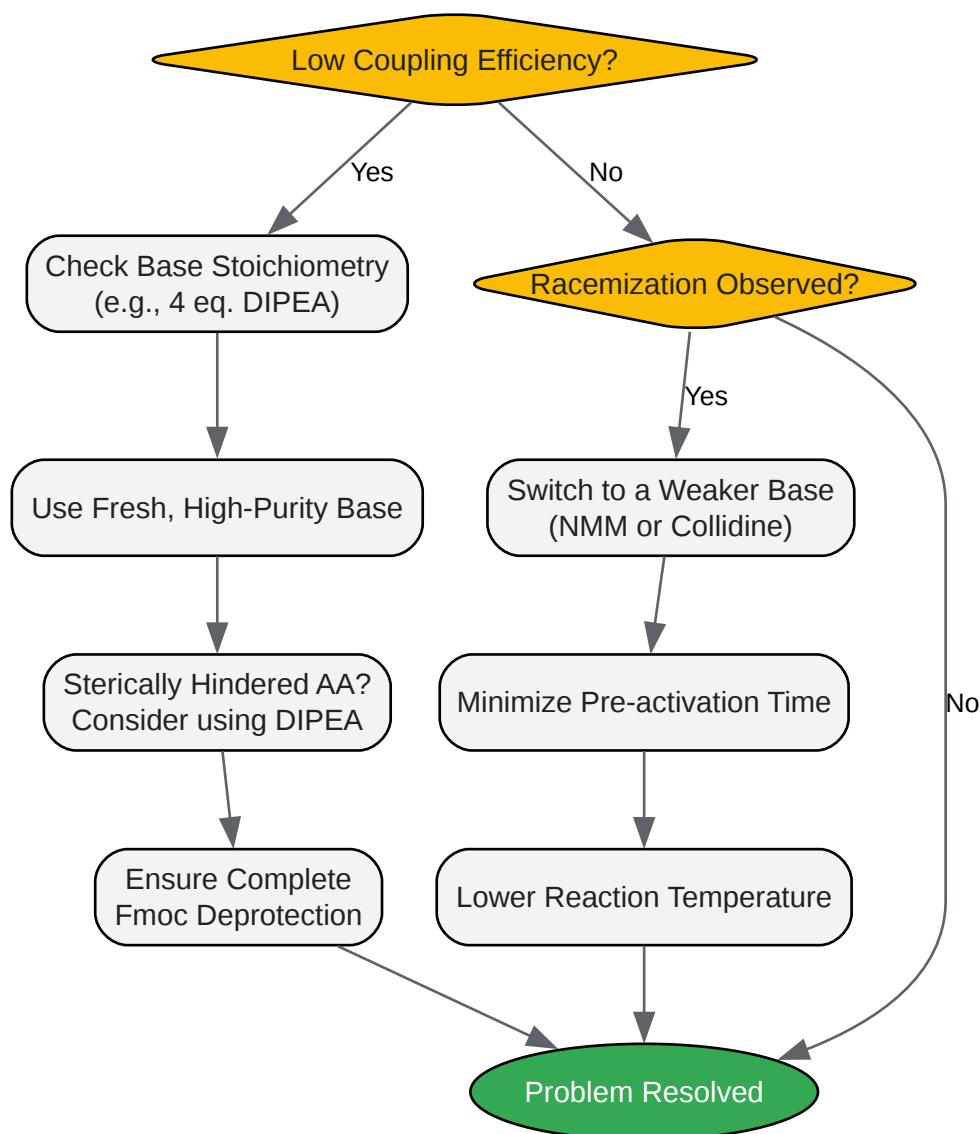 Low Coupling Efficiency?
Yes
No
Check Base Stoichiometry
(e.g., 4 eq. DIPEA)
Racemization Observed?
Yes
No
Use Fresh, High-Purity Base
Switch to a Weaker Base
(NMM or Collidine)
Sterically Hindered AA?
Consider using DIPEA
Minimize Pre-activation Time
Ensure Complete
Fmoc Deprotection
Lower Reaction Temperature
Problem Resolved